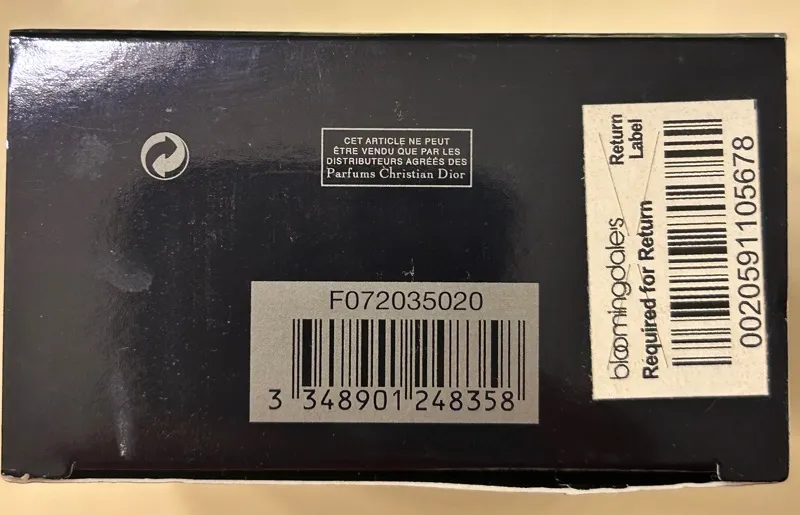 CET ARTICLE NE PEUT
ÊTRE VENDU QUE PAR LES
DISTRIBUTEURS AGRÉÉS DES
Parfums Christian Dior
F072035020
3 348901 248358
bloomingdale's
Return
Label
Required for Return
0020591105678